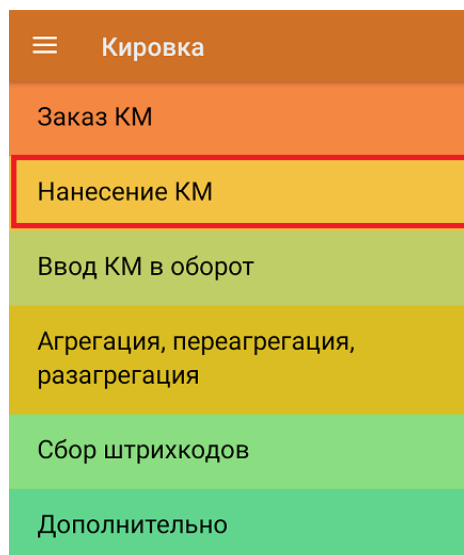 Кировка
Заказ КМ
Нанесение КМ
Ввод КМ в оборот
Агрегация, переагрегация,
разагрегация
Сбор штрихкодов
Дополнительно